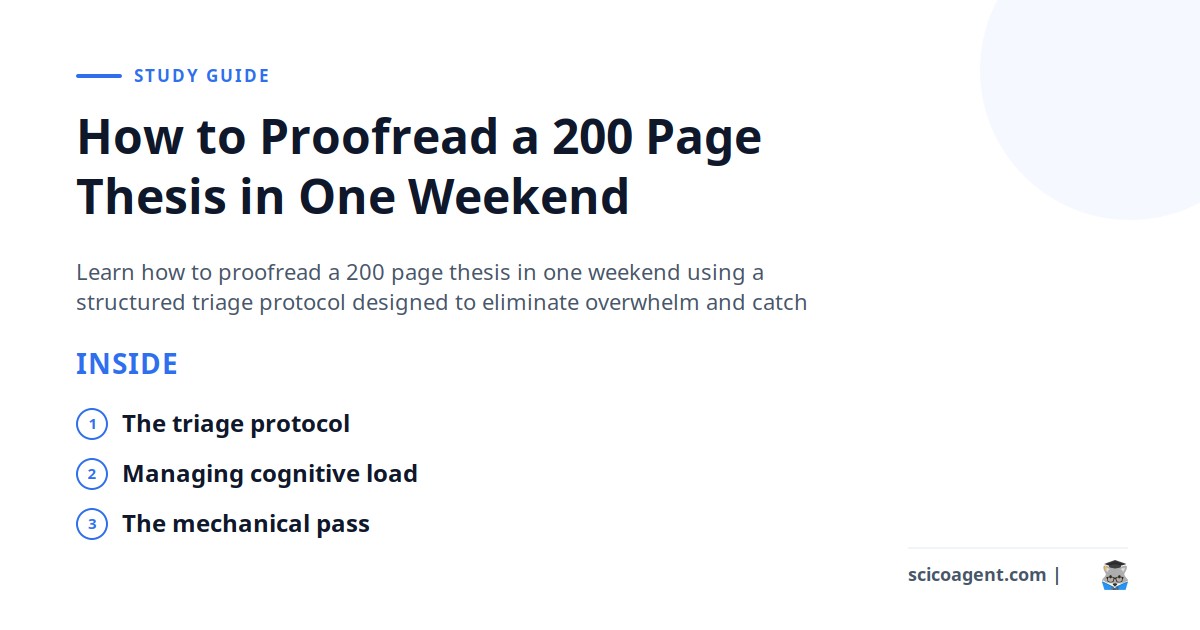 STUDY GUIDE
How to Proofread a 200 Page
Thesis in One Weekend
Learn how to proofread a 200 page thesis in one weekend using a
structured triage protocol designed to eliminate overwhelm and catch
INSIDE
1 The triage protocol
2 Managing cognitive load
3 The mechanical pass
scicoagent.com |